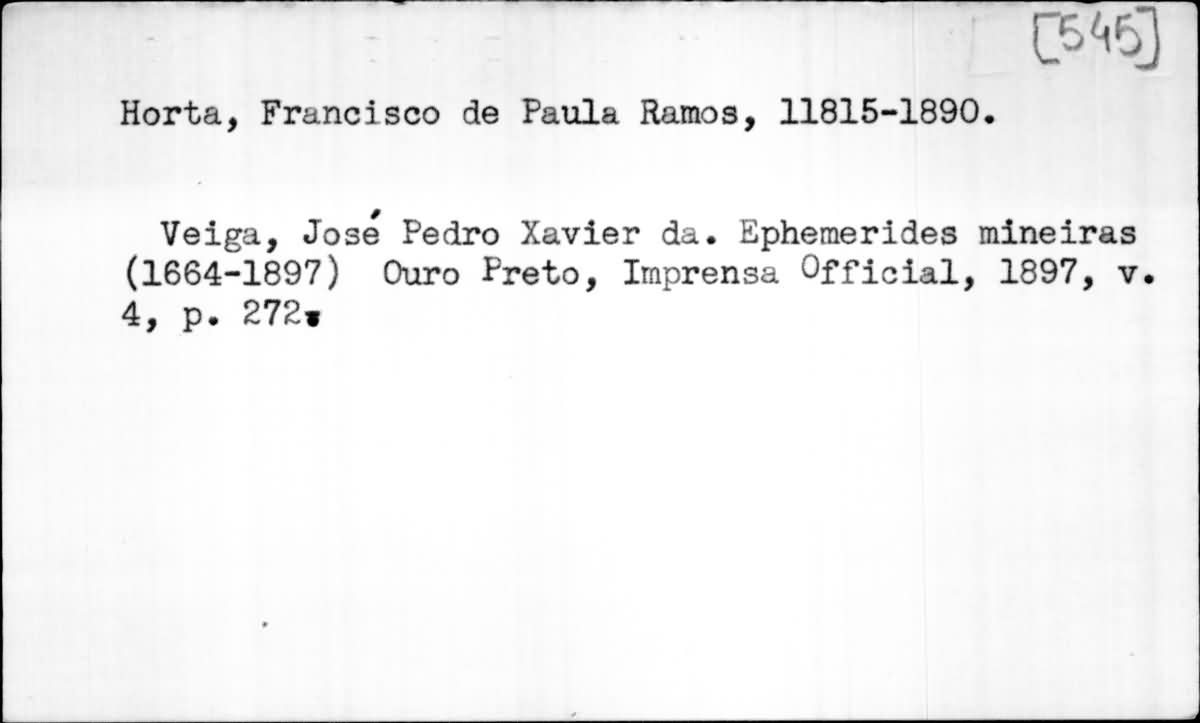 [545]
Horta, Francisco de Paula Ramos, 11815-1890.
Veiga, José Pedro Xavier da. Ephemerides mineiras
(1664-1897) Ouro Preto, Imprensa Official, 1897, v.
4, p. 272.